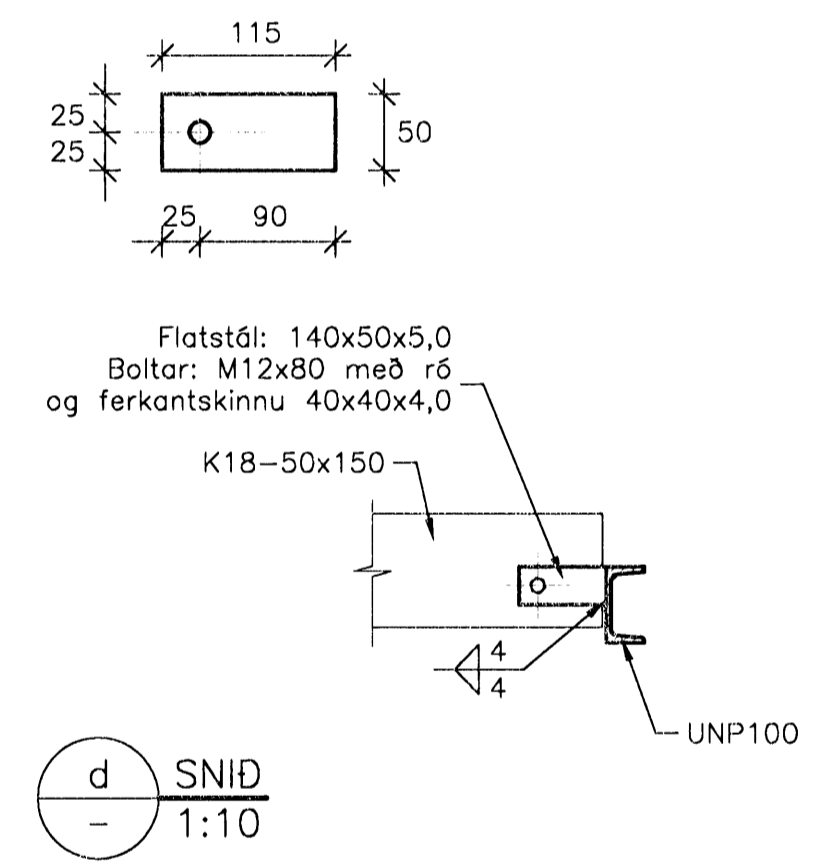 115
25
25
50
25 90
Flatstál: 140x50x5,0
Boltar: M12x80 með ró
og ferkantskinnu 40x40x4,0
K18-50x150
4
4
UNP100
d
-
SNIÐ
1:10